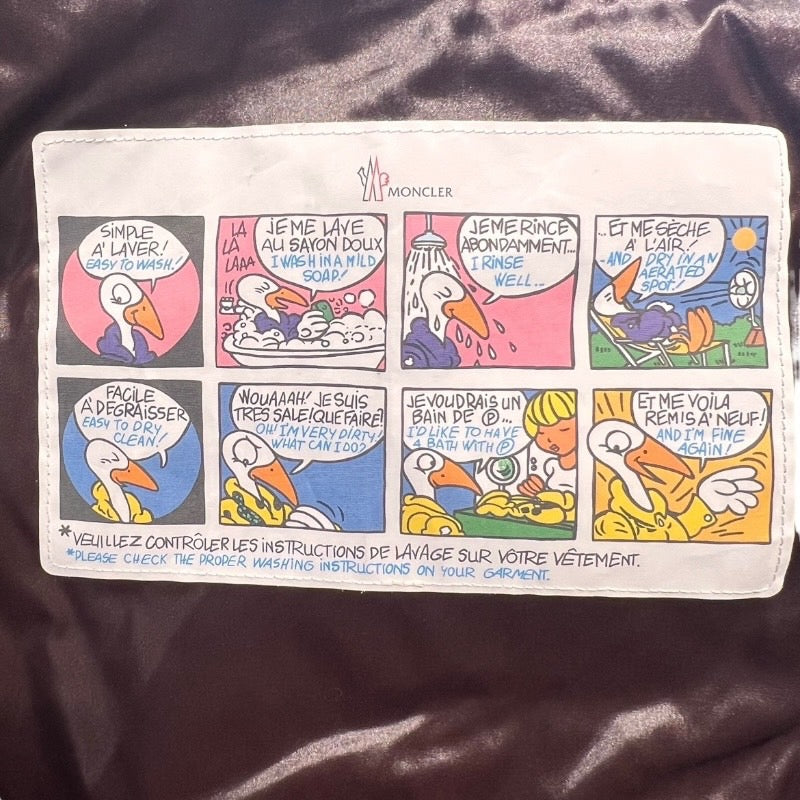 MONCLER
SIMPLE
A' LAVER!
EASY TO WASH!
LA
LA
LAAA
JE ME LAVE
AU SAVON DOUX
I WASH IN A MILD
SOAP!
JE ME RINCE
ABONDAMMENT...
I RINSE
WELL...
...ET ME SÈCHE
A' L'AIR!
...AND DRY IN AN
AERATED
SPOT!
FACILE
A' DEGRAISSER
EASY TO DRY
CLEAN!
WOUAAAH! JE SUIS
TRES SALE! QUE FAIRE?
OH! I'M VERY DIRTY!
WHAT CAN I DO?
JE VOUDRAIS UN
BAIN DE Ⓟ...
I'D LIKE TO HAVE
A BATH WITH Ⓟ
ET ME VOILA
REMIS A' NEUF!
AND I'M FINE
AGAIN!
*VEUILLEZ CONTRÔLER LES INSTRUCTIONS DE LAVAGE SUR VÔTRE VÊTEMENT.
*PLEASE CHECK THE PROPER WASHING INSTRUCTIONS ON YOUR GARMENT.